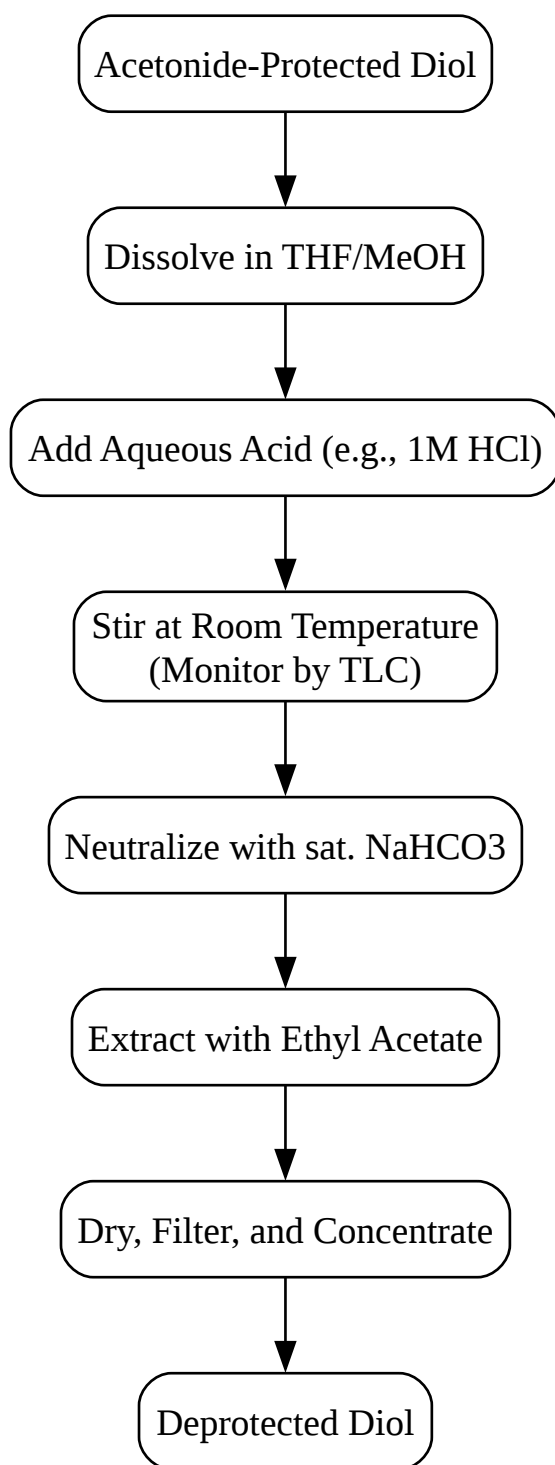 Acetonide-Protected Diol
Dissolve in THF/MeOH
Add Aqueous Acid (e.g., 1M HCl)
Stir at Room Temperature
(Monitor by TLC)
Neutralize with sat. NaHCO3
Extract with Ethyl Acetate
Dry, Filter, and Concentrate
Deprotected Diol